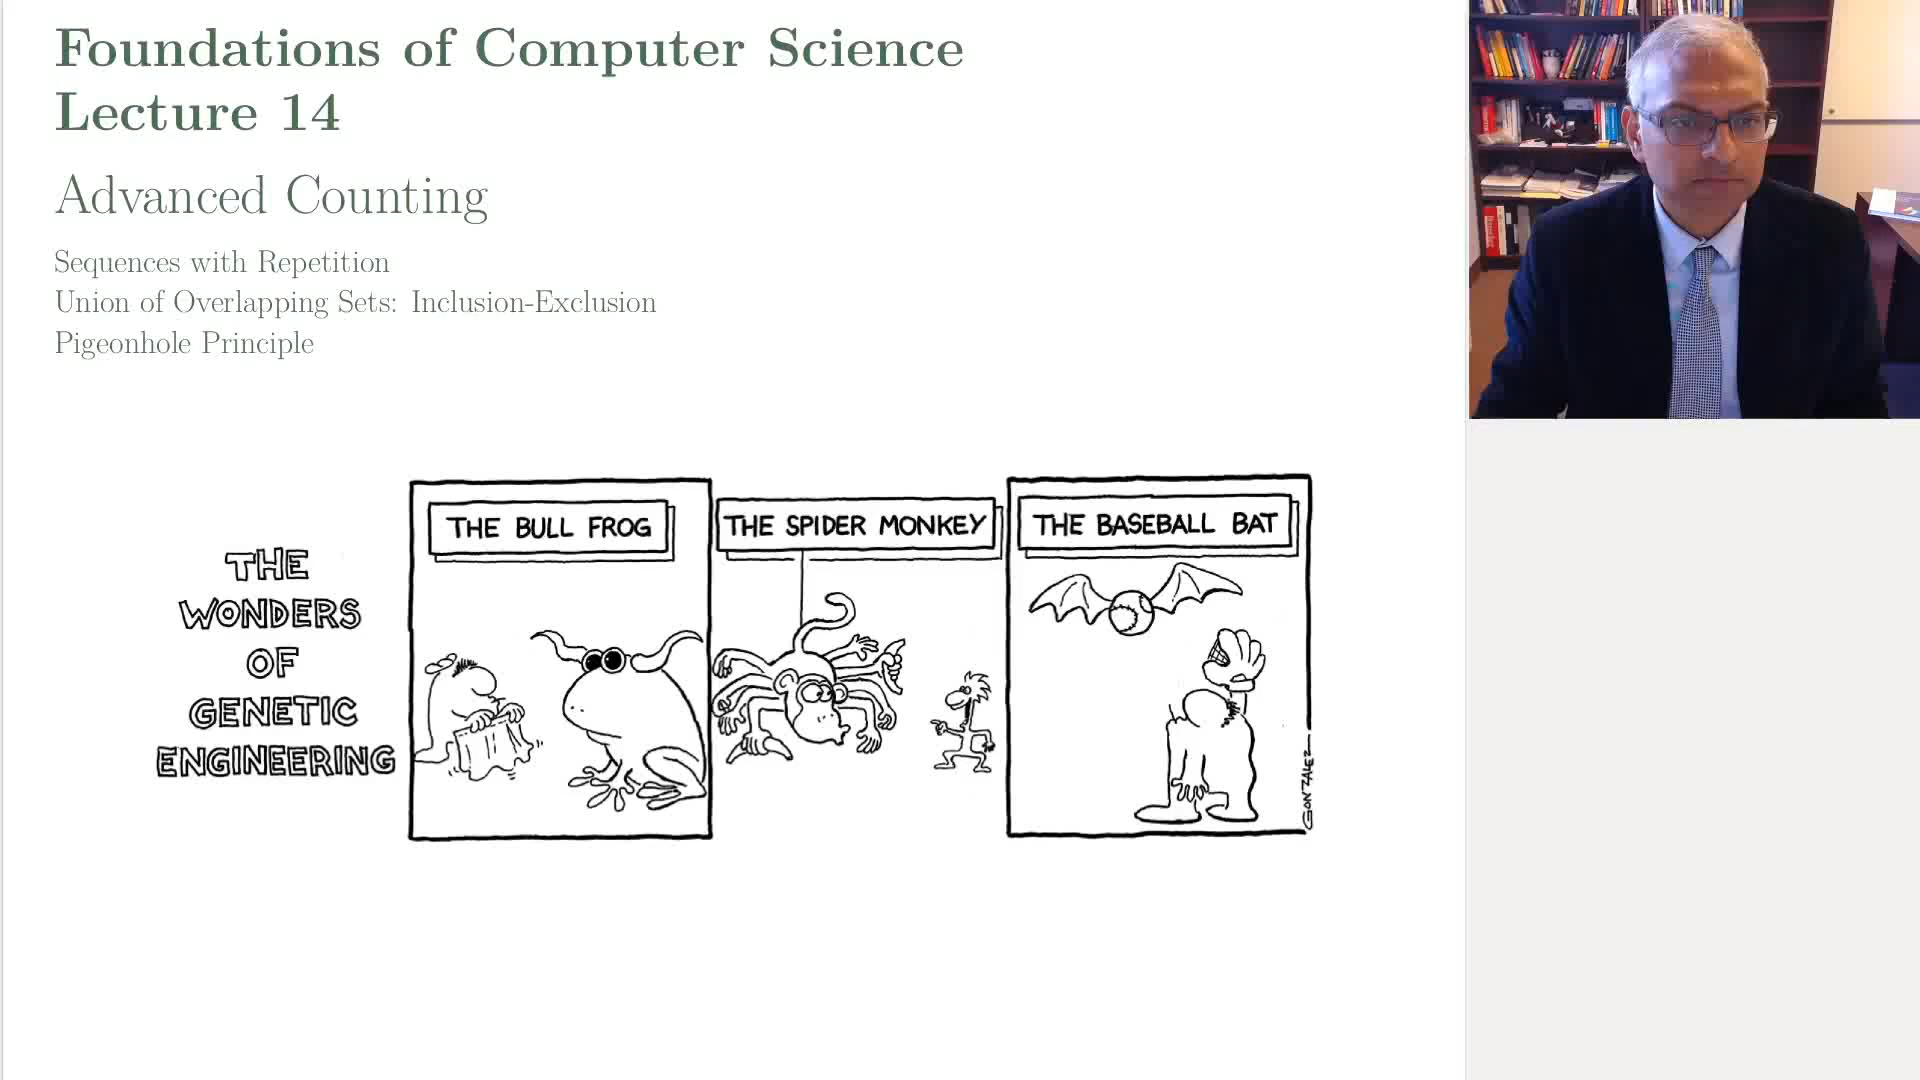 Foundations of Computer Science
Lecture 14
Advanced Counting
Sequences with Repetition
Union of Overlapping Sets: Inclusion-Exclusion
Pigeonhole Principle
THE
WONDERS
OF
GENETIC
ENGINEERING
THE BULL FROG
THE SPIDER MONKEY
THE BASEBALL BAT
GONZALEZ